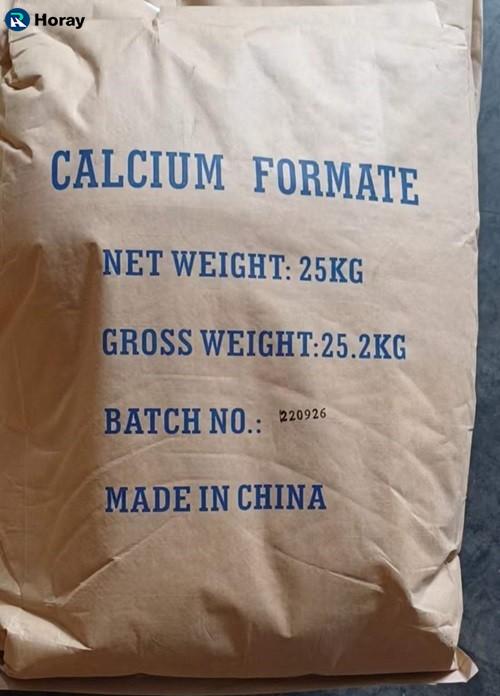 Horay
CALCIUM FORMATE
NET WEIGHT: 25KG
GROSS WEIGHT:25.2KG
BATCH NO.: 220926
MADE IN CHINA